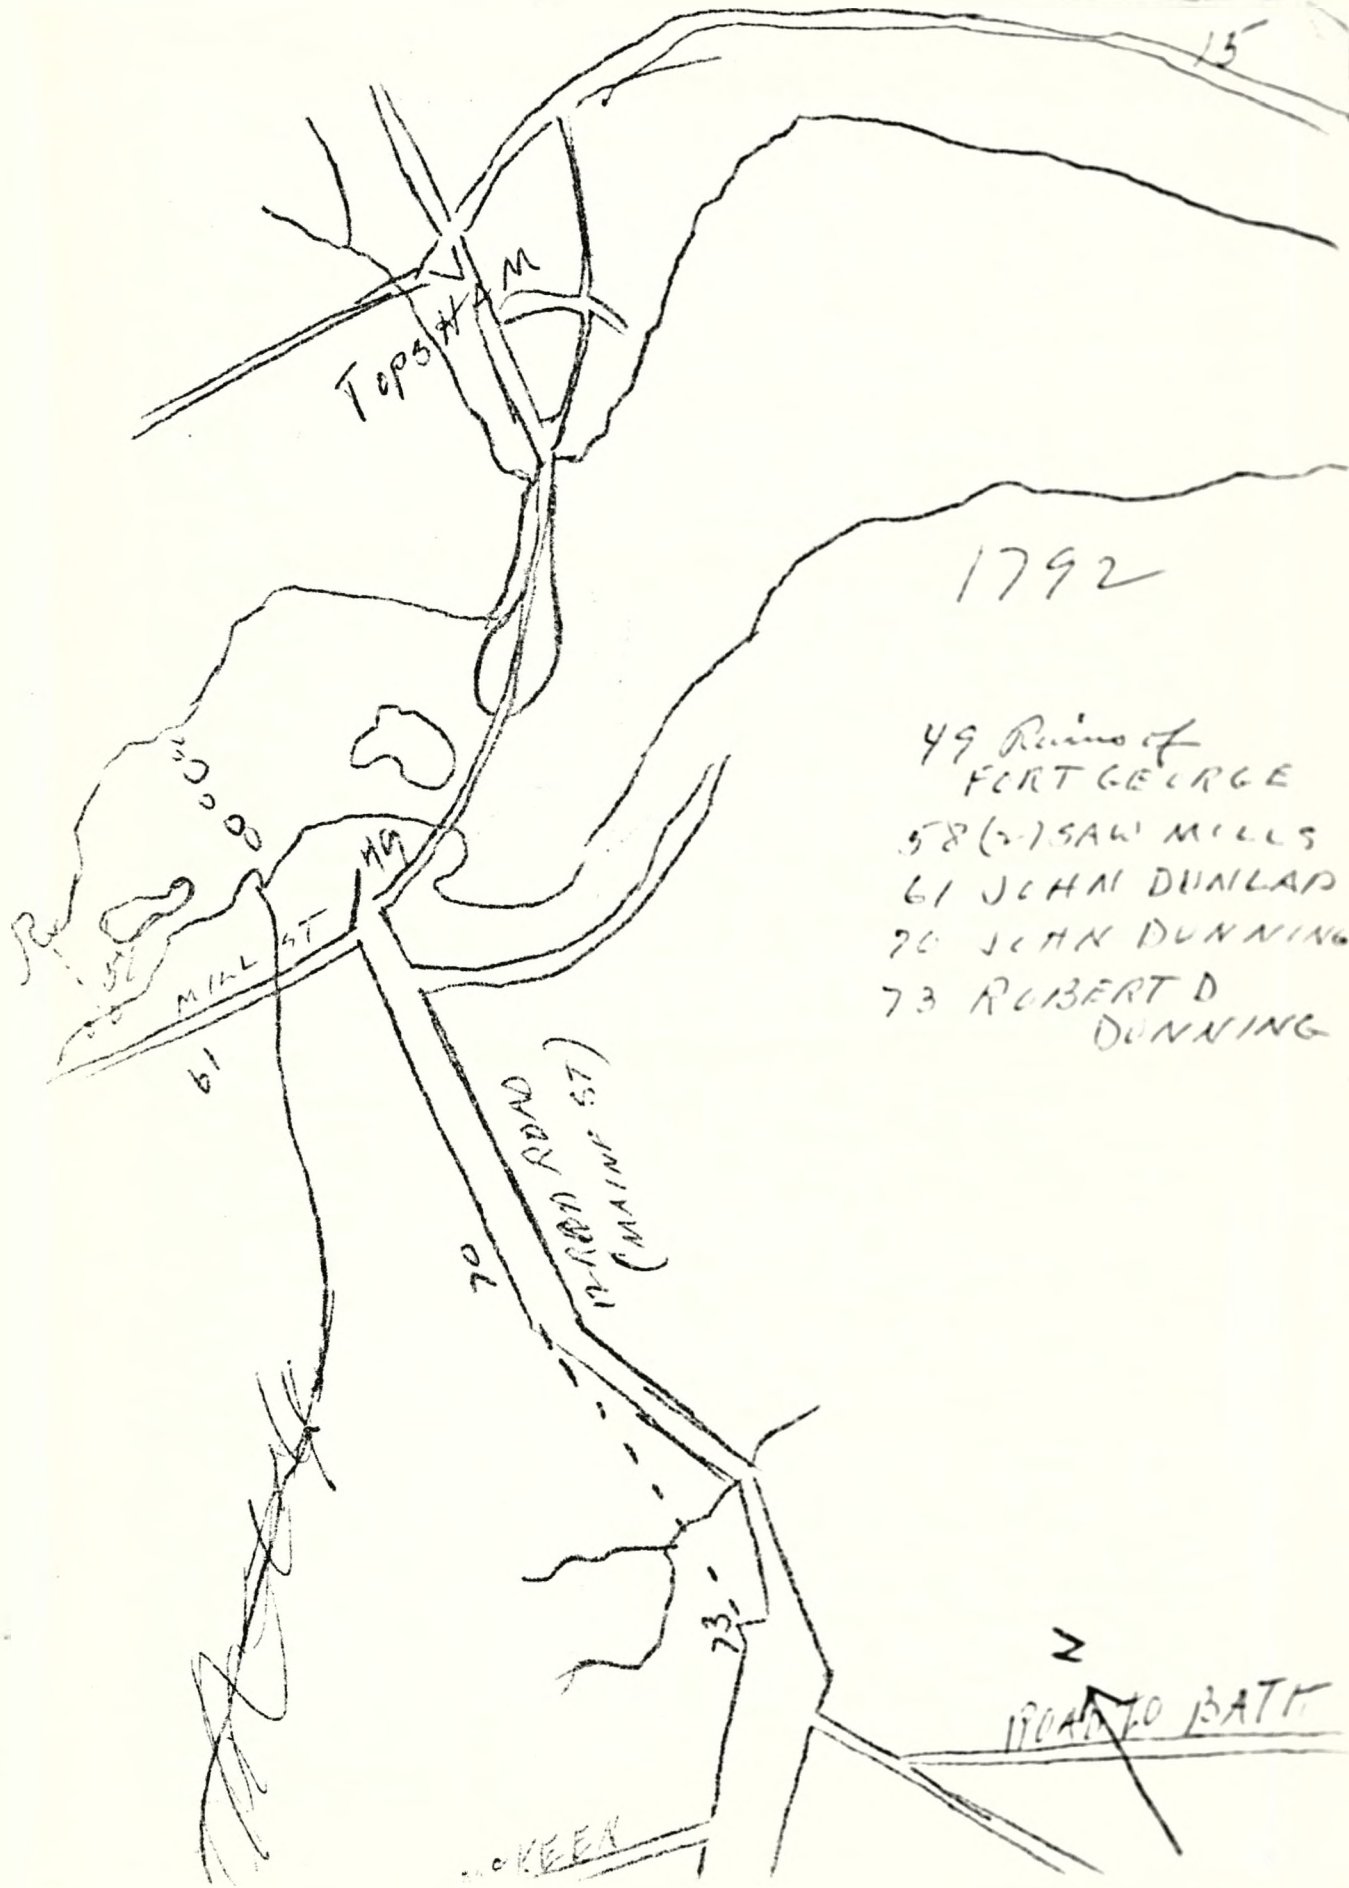 15
TOPSHAM
1792
49 Ruins of
FORT GEORGE
58 (2) SAW MILLS
61 JOHN DUNLAP
70 JOHN DUNNING
73 ROBERT D
DUNNING
49
MILL ST
61
12 ROD ROAD
(MAINE ST)
70
73
N
ROAD TO BATH
McKEEN